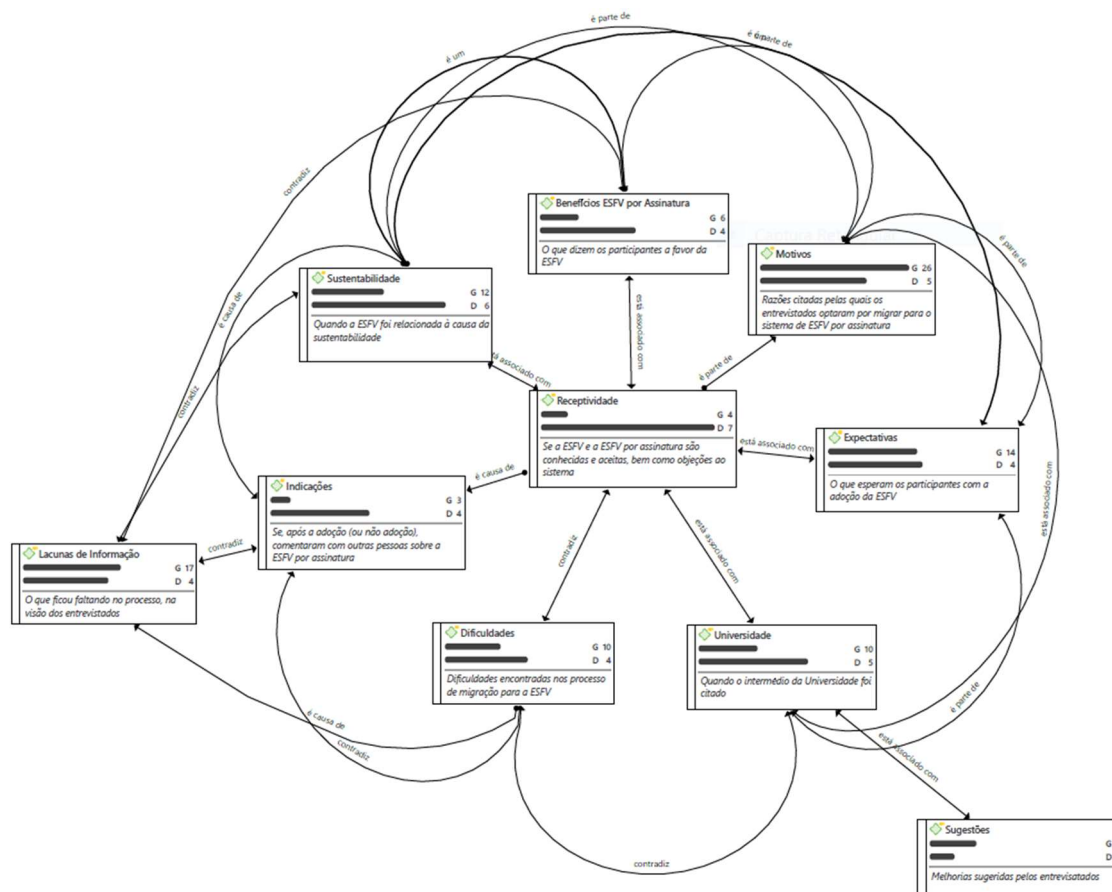 é parte de
é um
é parte de
contradiz
Benefícios ESFV por Assinatura
G 6
D 4
O que dizem os participantes a favor da
ESFV
é parte de
Motivos
G 26
D 5
Razões citadas pelas quais os
entrevistados optaram por migrar para o
sistema de ESFV por assinatura
Sustentabilidade
G 12
D 6
Quando a ESFV foi relacionada à causa da
sustentabilidade
é causa de
está associado com
é parte de
contradiz
tá associado com
Receptividade
G 4
D 7
Se a ESFV e a ESFV por assinatura são
conhecidas e aceitas, bem como objeções ao
sistema
está associado com
Expectativas
G 14
D 4
O que esperam os participantes com a
adoção da ESFV
está associado com
é causa de
Indicações
G 3
D 4
Se, após a adoção (ou não adoção),
comentaram com outras pessoas sobre a
ESFV por assinatura
contradiz
Lacunas de Informação
G 17
D 4
O que ficou faltando no processo, na
visão dos entrevistados
contradiz
está associado com
Dificuldades
G 10
D 4
Dificuldades encontradas nos processo
de migração para a ESFV
Universidade
G 10
D 5
Quando o intermédio da Universidade foi
citado
é causa de
contradiz
é parte de
está associado com
contradiz
Sugestões
G
D
Melhorias sugeridas pelos entrevisatados